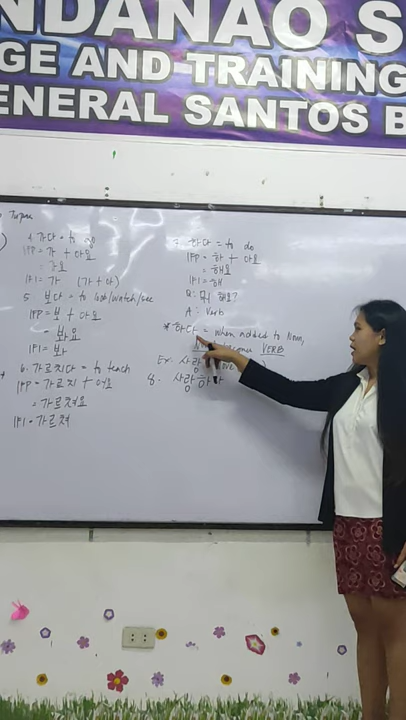 NDANAO S
GE AND TRAINING
ENERAL SANTOS B
4. 가다 = to go
IPP = 가 + 아요
= 가요
IPI = 가 (가 + 아)
5. 보다 = to look/watch/see
IPP = 보 + 아요
= 봐요
IPI = 봐
6. 가르치다 = to teach
IPP = 가르치 + 어요
= 가르쳐요
IPI = 가르쳐
하다 = to do
IPP = 하 + 아요
= 해요
IPI = 해
Q: 뭐 해요?
A: Verb
* 하다 = when added to Noun,
become VERB
Ex. 사랑
8. 사랑하